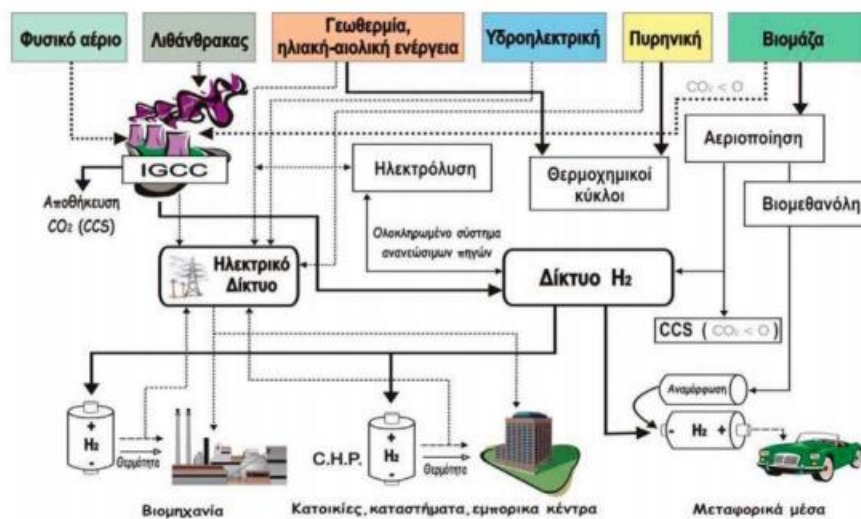 Φυσικό αέριο
Λιθάνθρακας
Γεωθερμία,
ηλιακή-αιολική ενέργεια
Υδροηλεκτρική
Πυρηνική
Βιομάζα
CO₂ < O
Αεριοποίηση
IGCC
Ηλεκτρόλυση
Θερμοχημικοί
κύκλοι
Βιομεθανόλη
Αποθήκευση
CO₂ (CCS)
Ολοκληρωμένο σύστημα
ανανεώσιμων πηγών
Ηλεκτρικό
Δίκτυο
Δίκτυο H₂
CCS ( CO₂ < O )
Αναμόρφωση
+
H₂
-
Θερμότητα
C.H.P.
+
H₂
-
Θερμότητα
- H₂ +
Βιομηχανία
Κατοικίες, καταστήματα, εμπορικα κέντρα
Μεταφορικά μέσα